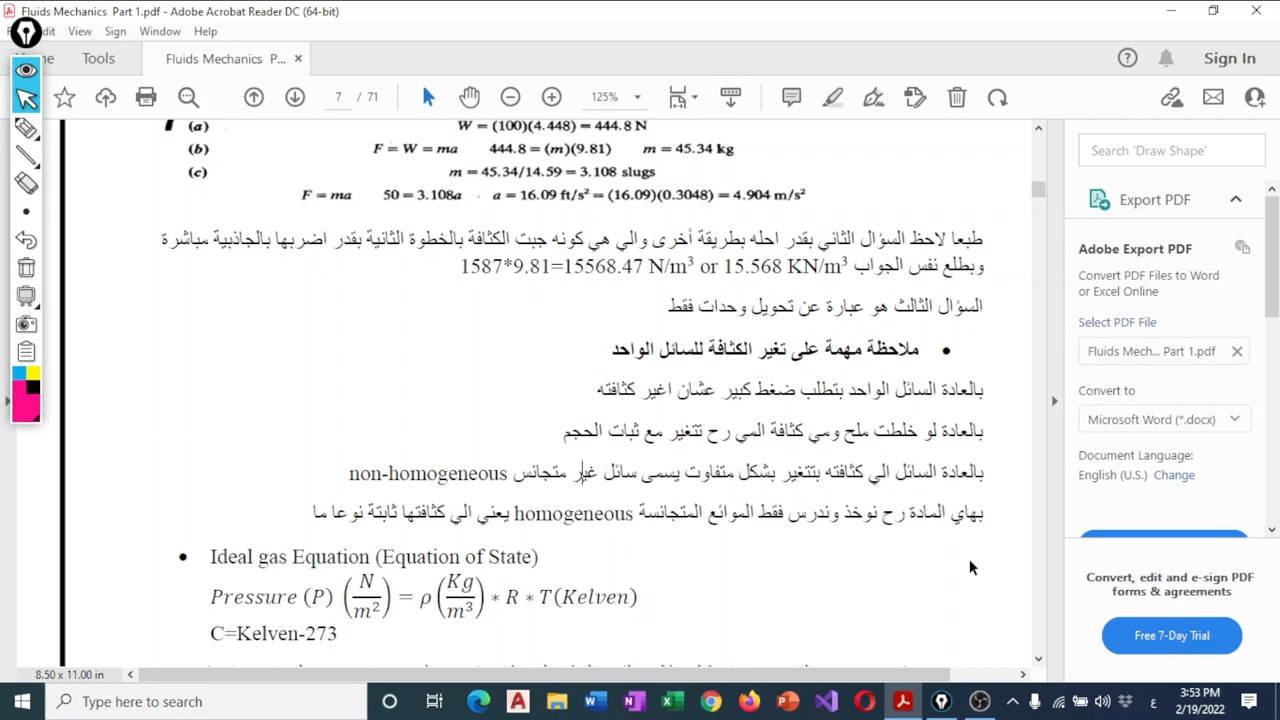 Fluids Mechanics Part 1.pdf - Adobe Acrobat Reader DC (64-bit)
View Sign Window Help
Tools
Fluids Mechanics P... ×
Sign In
7 / 71
125%
(a) W = (100)(4.448) = 444.8 N
(b) F = W = ma 444.8 = (m)(9.81) m = 45.34 kg
(c) m = 45.34/14.59 = 3.108 slugs
F = ma 50 = 3.108a a = 16.09 ft/s² = (16.09)(0.3048) = 4.904 m/s²
طبعا لاحظ السؤال الثاني بقدر احله بطريقة أخرى والي هي كونه جبت الكثافة بالخطوة الثانية بقدر اضربها بالجاذبية مباشرة
وبطلع نفس الجواب 1587*9.81=15568.47 N/m³ or 15.568 KN/m³
السؤال الثالث هو عبارة عن تحويل وحدات فقط
• ملاحظة مهمة على تغير الكثافة للسائل الواحد
بالعادة السائل الواحد بتطلب ضغط كبير عشان اغير كثافته
بالعادة لو خلطت ملح ومي كثافة المي رح تتغير مع ثبات الحجم
بالعادة السائل الي كثافته بتتغير بشكل متفاوت يسمى سائل غير متجانس non-homogeneous
بهاي المادة رح نوخذ وندرس فقط الموائع المتجانسة homogeneous يعني الي كثافتها ثابتة نوعا ما
• Ideal gas Equation (Equation of State)
Pressure (P) (N/m²) = ρ (Kg/m³) * R * T(Kelven)
C=Kelven-273
8.50 x 11.00 in
Search 'Draw Shape'
Export PDF
Adobe Export PDF
Convert PDF Files to Word
or Excel Online
Select PDF File
Fluids Mech... Part 1.pdf
Convert to
Microsoft Word (*.docx)
Document Language:
English (U.S.) Change
Convert, edit and e-sign PDF
forms & agreements
Free 7-Day Trial
Type here to search
ع
3:53 PM
2/19/2022